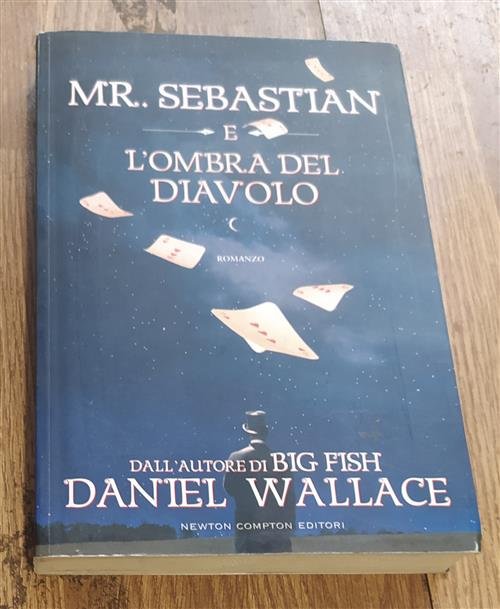 MR. SEBASTIAN
E
L'OMBRA DEL
DIAVOLO
ROMANZO
DALL'AUTORE DI BIG FISH
DANIEL WALLACE
NEWTON COMPTON EDITORI